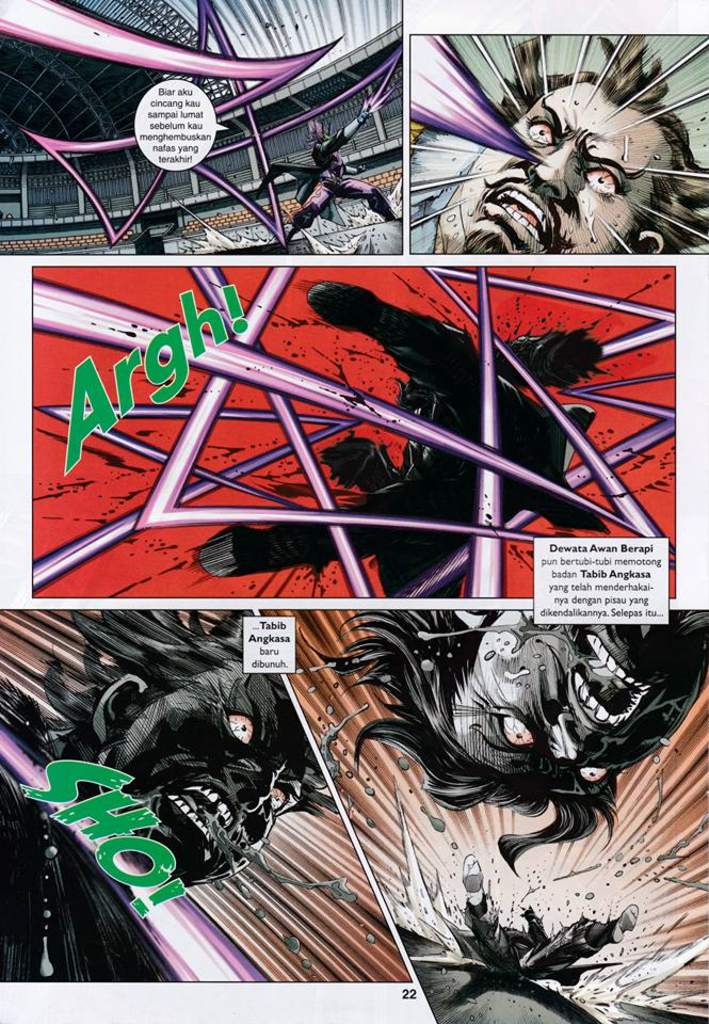 Biar aku
cincang kau
sampai lumat
sebelum kau
menghembuskan
nafas yang
terakhir!
Argh!
Dewata Awan Berapi
pun bertubi-tubi memotong
badan Tabib Angkasa
yang telah menderhakai-
nya dengan pisau yang
dikendalikannya. Selepas itu...
...Tabib
Angkasa
baru
dibunuh.
SHO!
22